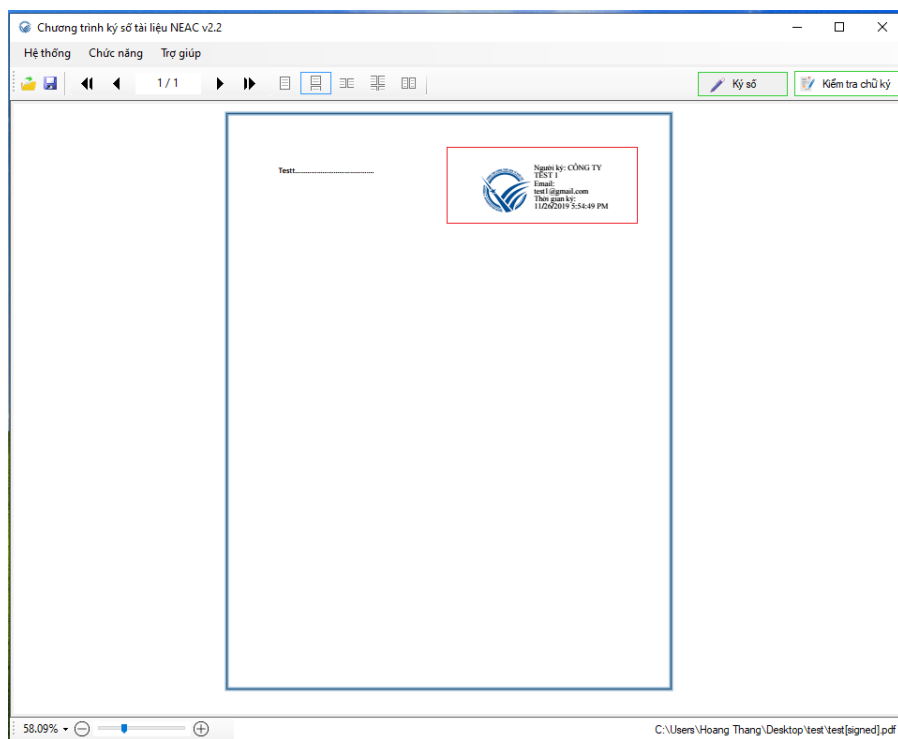 Chương trình ký số tài liệu NEAC v2.2
Hệ thống Chức năng Trợ giúp
1 / 1
Ký số
Kiểm tra chữ ký
Testt......................................
Người ký: CÔNG TY
TEST 1
Email:
test1@gmail.com
Thời gian ký:
11/26/2019 5:54:49 PM
58.09%
C:\Users\Hoang Thang\Desktop\test\test[signed].pdf